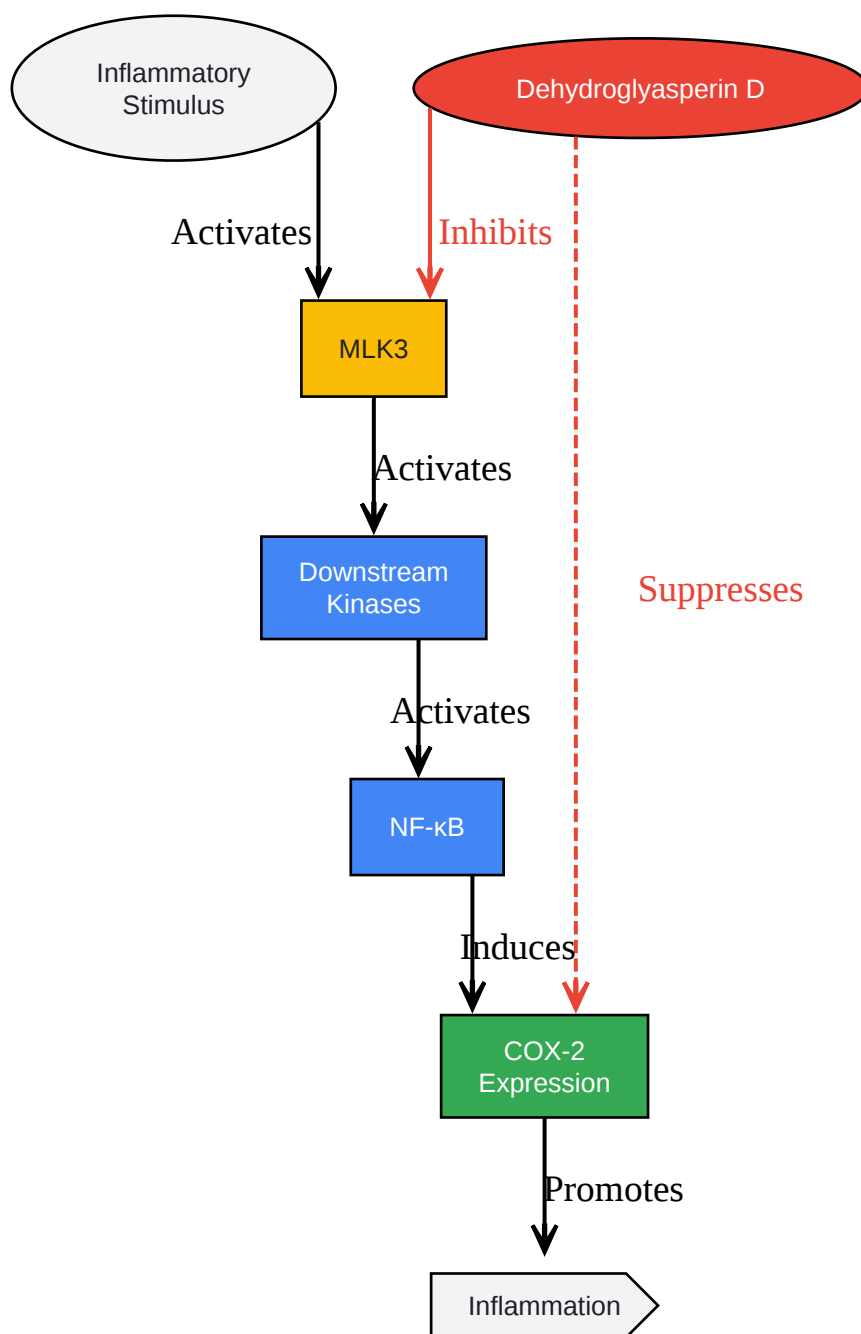 Inflammatory
Stimulus
Dehydroglyasperin D
Activates
Inhibits
MLK3
Activates
Downstream
Kinases
Suppresses
Activates
NF-κB
Induces
COX-2
Expression
Promotes
Inflammation